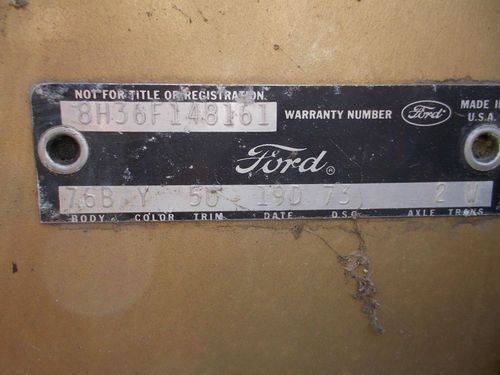 NOT FOR TITLE OR REGISTRATION
8H36F148161 WARRANTY NUMBER Ford MADE IN U.S.A.
Ford
76B Y 5U 19D 73 2 W
BODY COLOR TRIM DATE D.S.O. AXLE TRANS